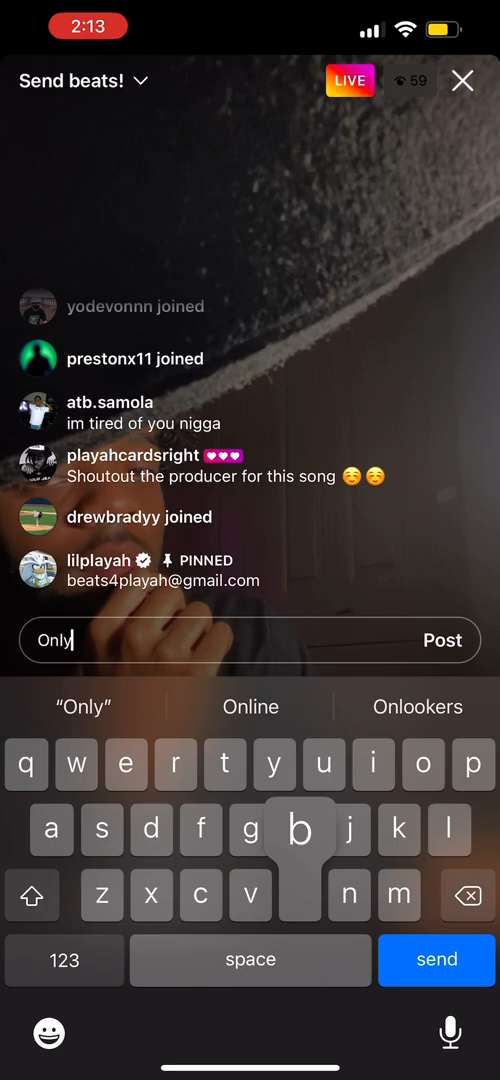 2:13
Send beats!
LIVE
59
yodevonnn joined
prestonx11 joined
atb.samola
im tired of you nigga
playahcardsright
Shoutout the producer for this song ☺️☺️
drewbradyy joined
lilplayah PINNED
beats4playah@gmail.com
Only
Post
“Only” Online Onlookers
q w e r t y u i o p
a s d f g b j k l
z x c v n m
123 space send